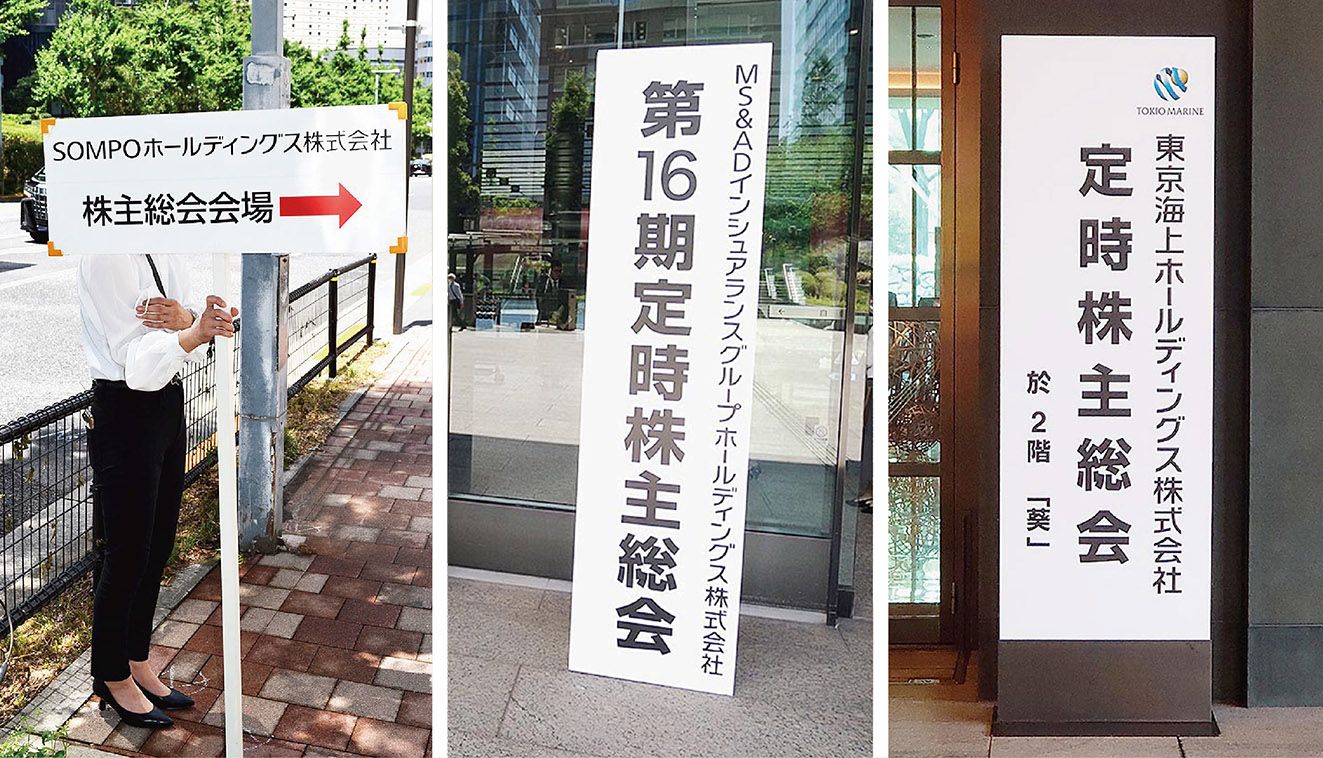 SOMPOホールディングス株式会社
株主総会会場
MS&ADインシュアランスグループホールディングス株式会社
第16期定時株主総会
TOKIO MARINE
東京海上ホールディングス株式会社
定時株主総会
於 2階 「葵」